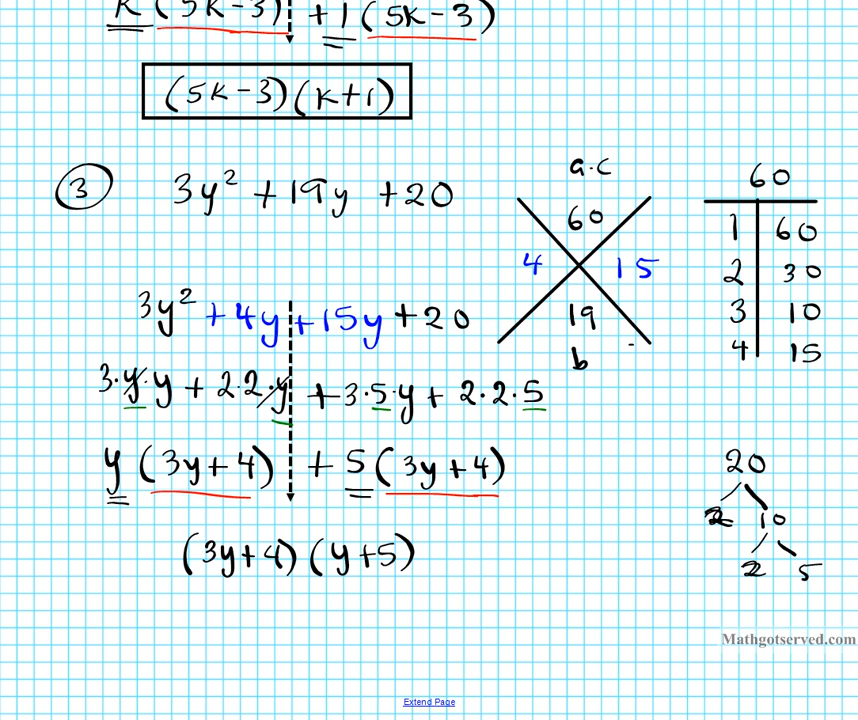 k(5k-3) + 1(5k-3)
(5k-3)(k+1)
3 3y² + 19y + 20
a.c
60
4 15
19
b
60
1 60
2 30
3 10
4 15
3y² + 4y + 15y + 20
3·y·y + 2·2·y + 3·5·y + 2·2·5
y(3y+4) + 5(3y+4)
(3y+4)(y+5)
20
2 10
2 5
Mathgotserved.com
Extend Page